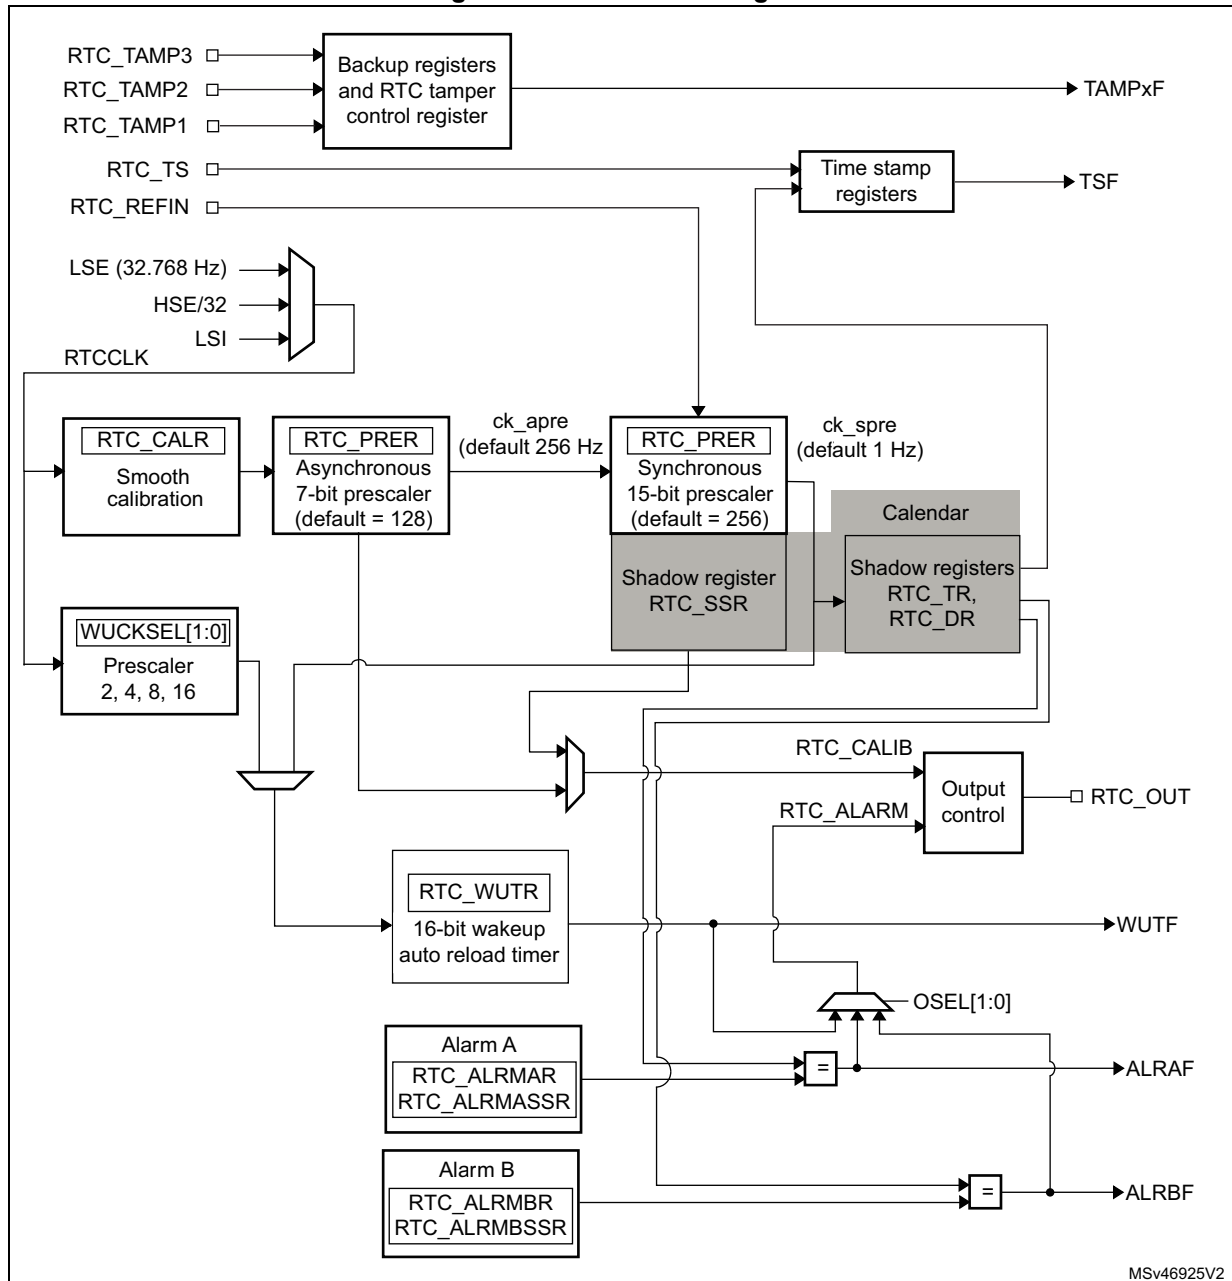 RTC_TAMP3
RTC_TAMP2
RTC_TAMP1
Backup registers
and RTC tamper
control register
TAMPxF
RTC_TS
Time stamp
registers
TSF
RTC_REFIN
LSE (32.768 Hz)
HSE/32
LSI
RTCCLK
RTC_CALR
Smooth
calibration
RTC_PRER
Asynchronous
7-bit prescaler
(default = 128)
ck_apre
(default 256 Hz
RTC_PRER
Synchronous
15-bit prescaler
(default = 256)
ck_spre
(default 1 Hz)
Calendar
Shadow register
RTC_SSR
Shadow registers
RTC_TR,
RTC_DR
WUCKSEL[1:0]
Prescaler
2, 4, 8, 16
RTC_CALIB
RTC_ALARM
Output
control
RTC_OUT
RTC_WUTR
16-bit wakeup
auto reload timer
WUTF
OSEL[1:0]
Alarm A
RTC_ALRMAR
RTC_ALRMASSR
=
ALRAF
Alarm B
RTC_ALRMBR
RTC_ALRMBSSR
=
ALRBF
MSv46925V2